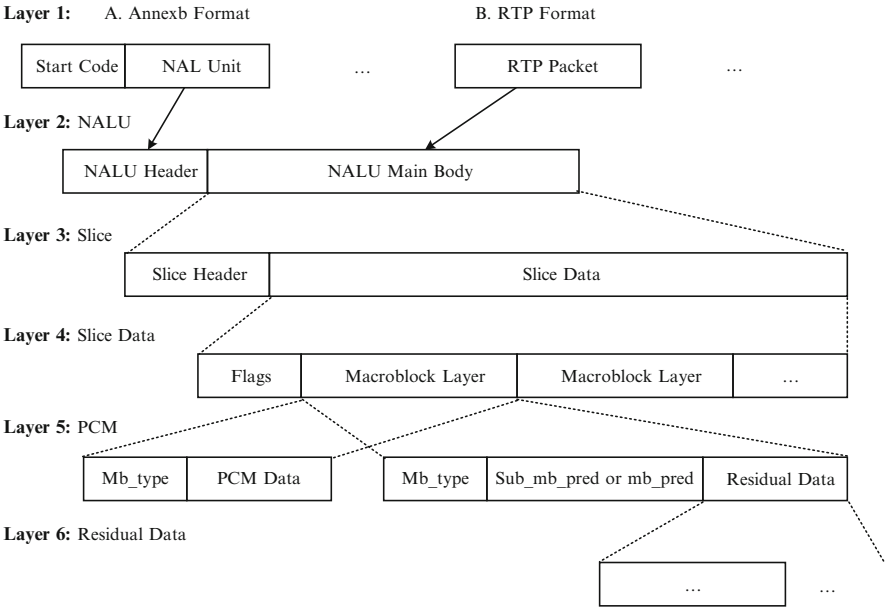 Layer 1: A. Annexb Format B. RTP Format
Start Code NAL Unit ... RTP Packet ...
Layer 2: NALU
NALU Header NALU Main Body
Layer 3: Slice
Slice Header Slice Data
Layer 4: Slice Data
Flags Macroblock Layer Macroblock Layer ...
Layer 5: PCM
Mb_type PCM Data Mb_type Sub_mb_pred or mb_pred Residual Data
Layer 6: Residual Data
... ...